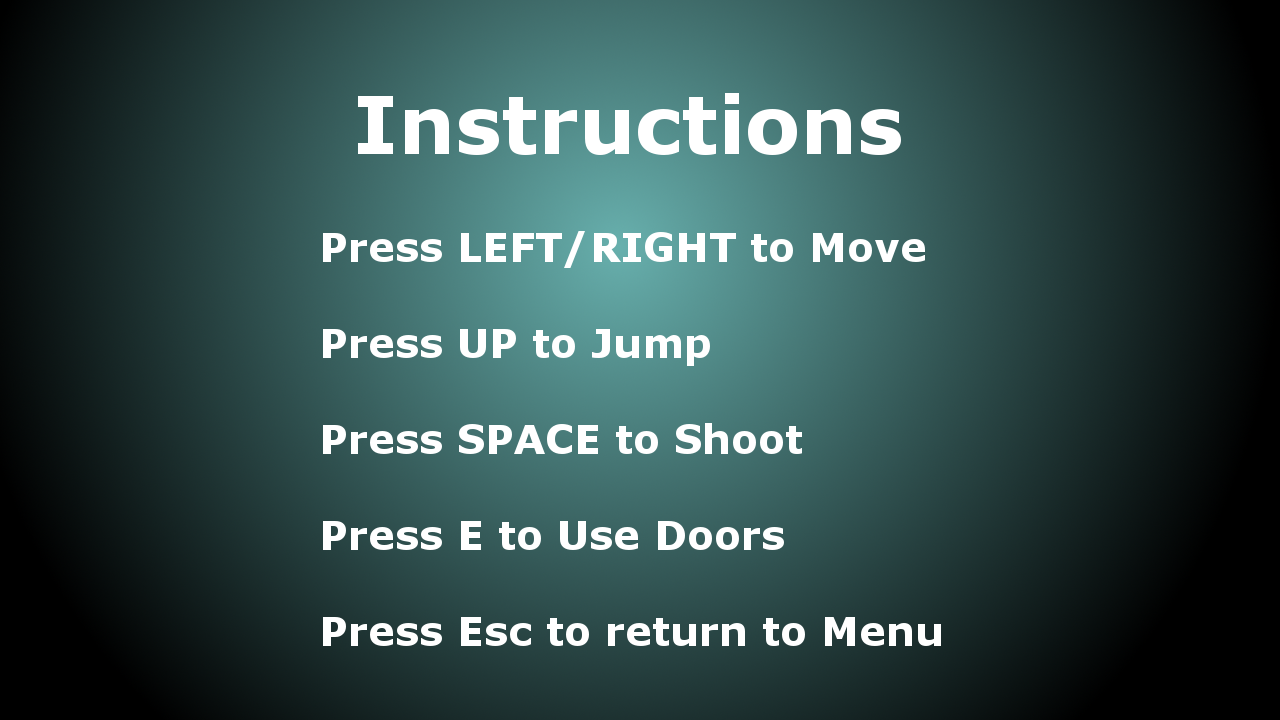 Instructions
Press LEFT/RIGHT to Move
Press UP to Jump
Press SPACE to Shoot
Press E to Use Doors
Press Esc to return to Menu